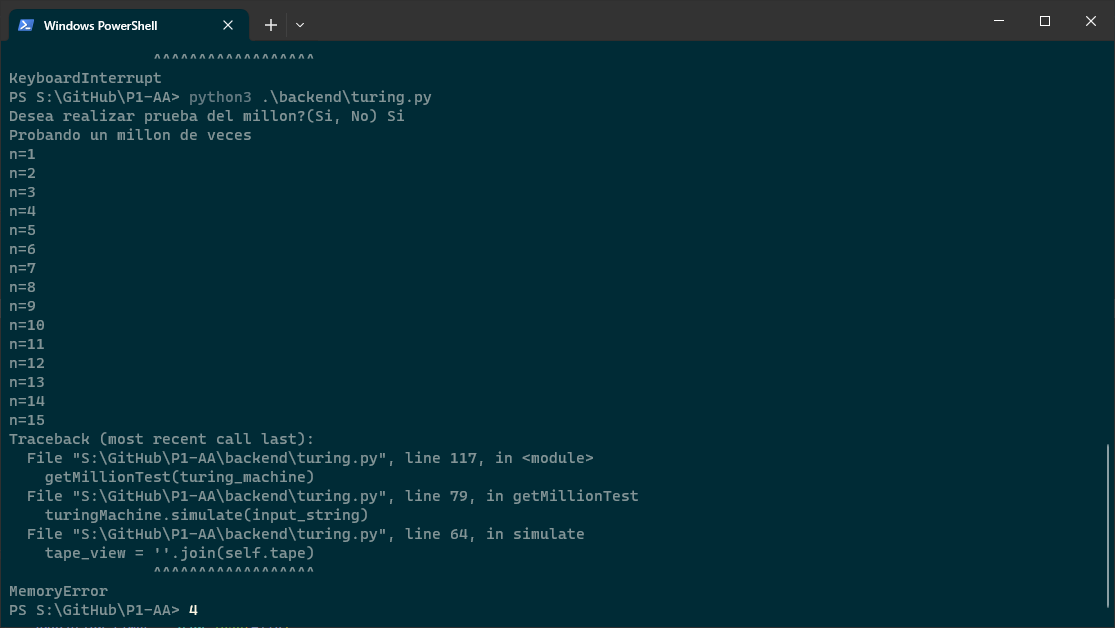 Windows PowerShell
^^^^^^^^^^^^^^^^^^
KeyboardInterrupt
PS S:\GitHub\P1-AA> python3 .\backend\turing.py
Desea realizar prueba del millon?(Si, No) Si
Probando un millon de veces
n=1
n=2
n=3
n=4
n=5
n=6
n=7
n=8
n=9
n=10
n=11
n=12
n=13
n=14
n=15
Traceback (most recent call last):
  File "S:\GitHub\P1-AA\backend\turing.py", line 117, in <module>
    getMillionTest(turing_machine)
  File "S:\GitHub\P1-AA\backend\turing.py", line 79, in getMillionTest
    turingMachine.simulate(input_string)
  File "S:\GitHub\P1-AA\backend\turing.py", line 64, in simulate
    tape_view = ''.join(self.tape)
                ^^^^^^^^^^^^^^^^^^
MemoryError
PS S:\GitHub\P1-AA> 4